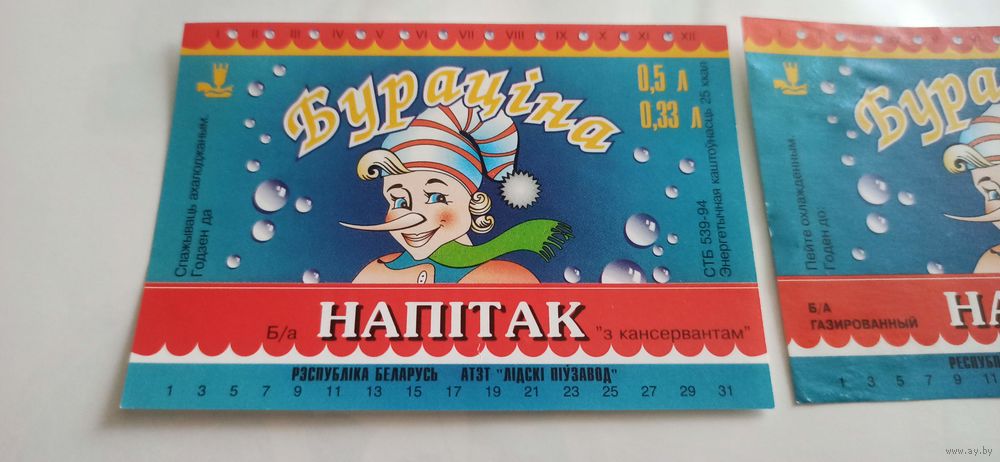 I II III IV V VI VII VIII IX X XI XII
Бураціна
0,5 л
0,33 л
Спажываць ахалоджаным.
Годзен да
СТБ 539-94
Энергетычная каштоўнасць 25 ккал
Б/а НАПІТАК "з кансервантам"
РЭСПУБЛІКА БЕЛАРУСЬ АТЗТ "ЛІДСКІ ПІЎЗАВОД"
1 3 5 7 9 11 13 15 17 19 21 23 25 27 29 31
Пейте охлажденным.
Годен до:
Б/а
ГАЗИРОВАННЫЙ
1 3 5 7 9 11
www.ay.by